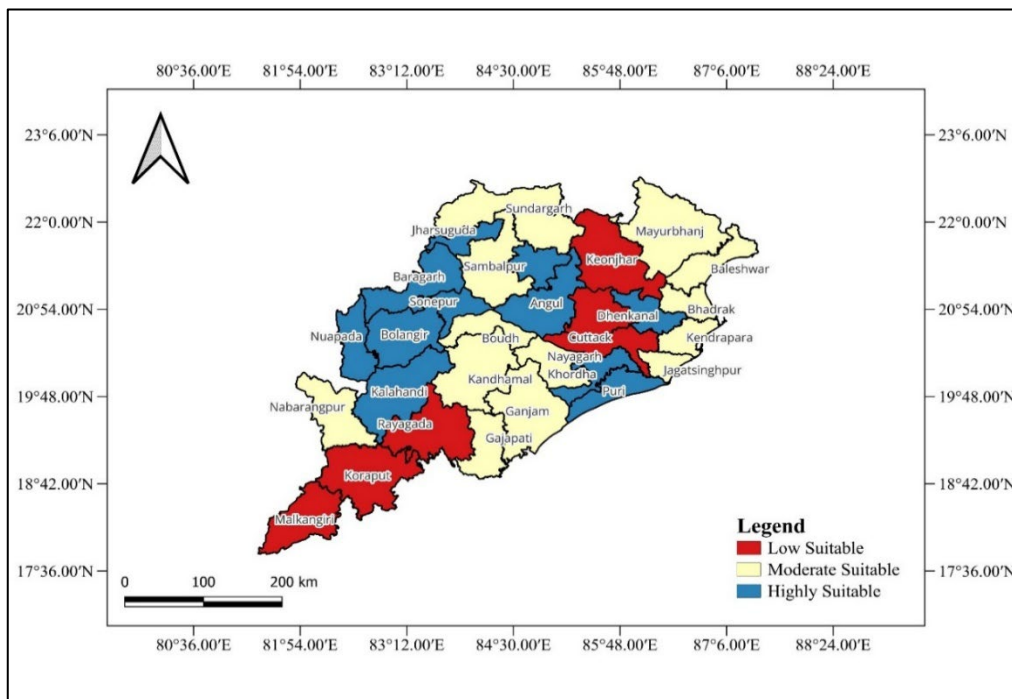 80°36.00′E 81°54.00′E 83°12.00′E 84°30.00′E 85°48.00′E 87°6.00′E 88°24.00′E
23°6.00′N 23°6.00′N
Sundargarh
22°0.00′N 22°0.00′N
Jharsuguda
Mayurbhanj
Keonjhar
Sambalpur
Baleshwar
Baragarh
Sonepur
Angul
20°54.00′N 20°54.00′N
Dhenkanal
Bhadrak
Nuapada
Bolangir
Boudh
Cuttack
Kendrapara
Nayagarh
Jagatsinghpur
Khordha
Kandhamal
Kalahandi
Puri
19°48.00′N 19°48.00′N
Nabarangpur
Ganjam
Rayagada
Gajapati
Koraput
18°42.00′N 18°42.00′N
Malkangiri
Legend
Low Suitable
Moderate Suitable
Highly Suitable
17°36.00′N 17°36.00′N
0 100 200 km
80°36.00′E 81°54.00′E 83°12.00′E 84°30.00′E 85°48.00′E 87°6.00′E 88°24.00′E